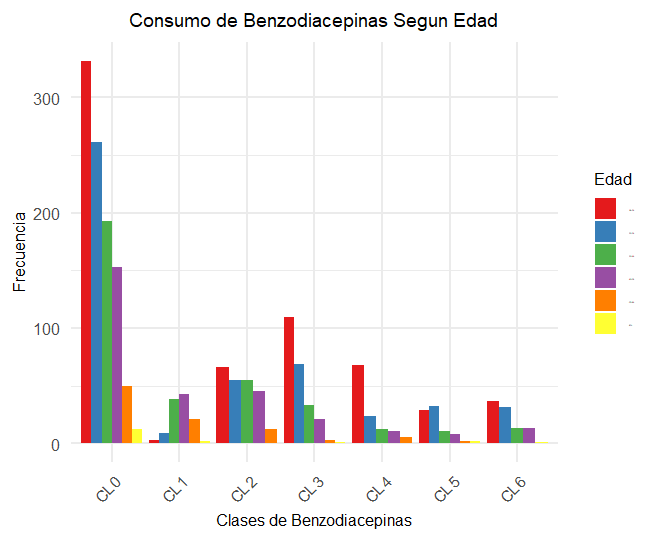 Consumo de Benzodiacepinas Segun Edad
Frecuencia
300
200
100
0
CL0
CL1
CL2
CL3
CL4
CL5
CL6
Clases de Benzodiacepinas
Edad